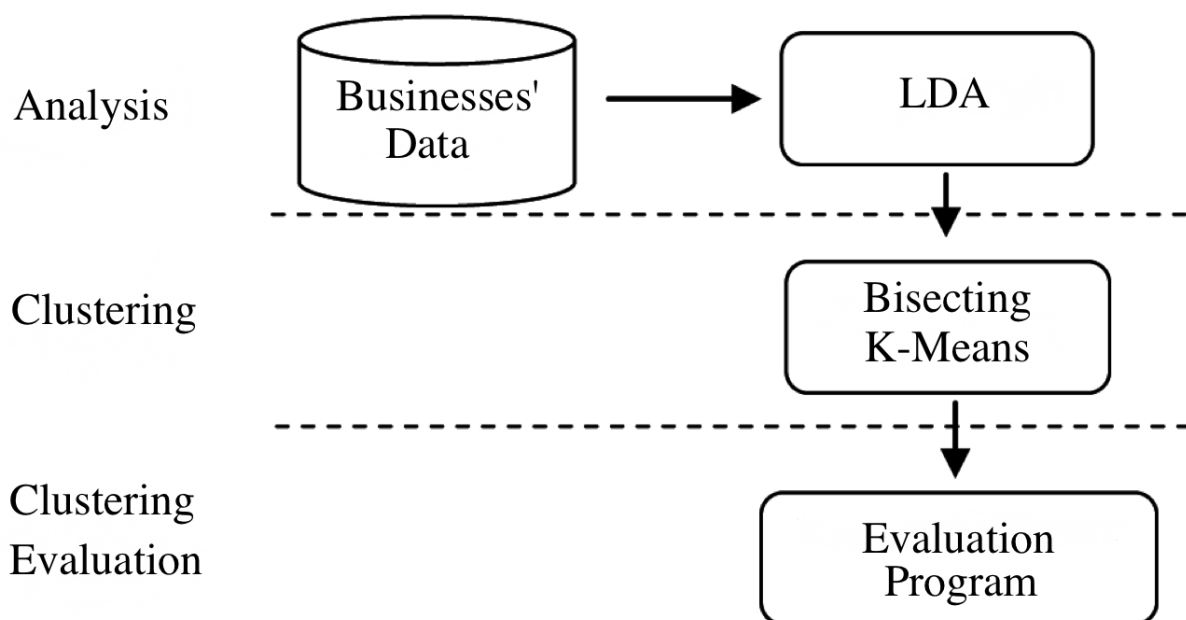 Analysis
Businesses'
Data
LDA
Clustering
Bisecting
K-Means
Clustering
Evaluation
Evaluation
Program